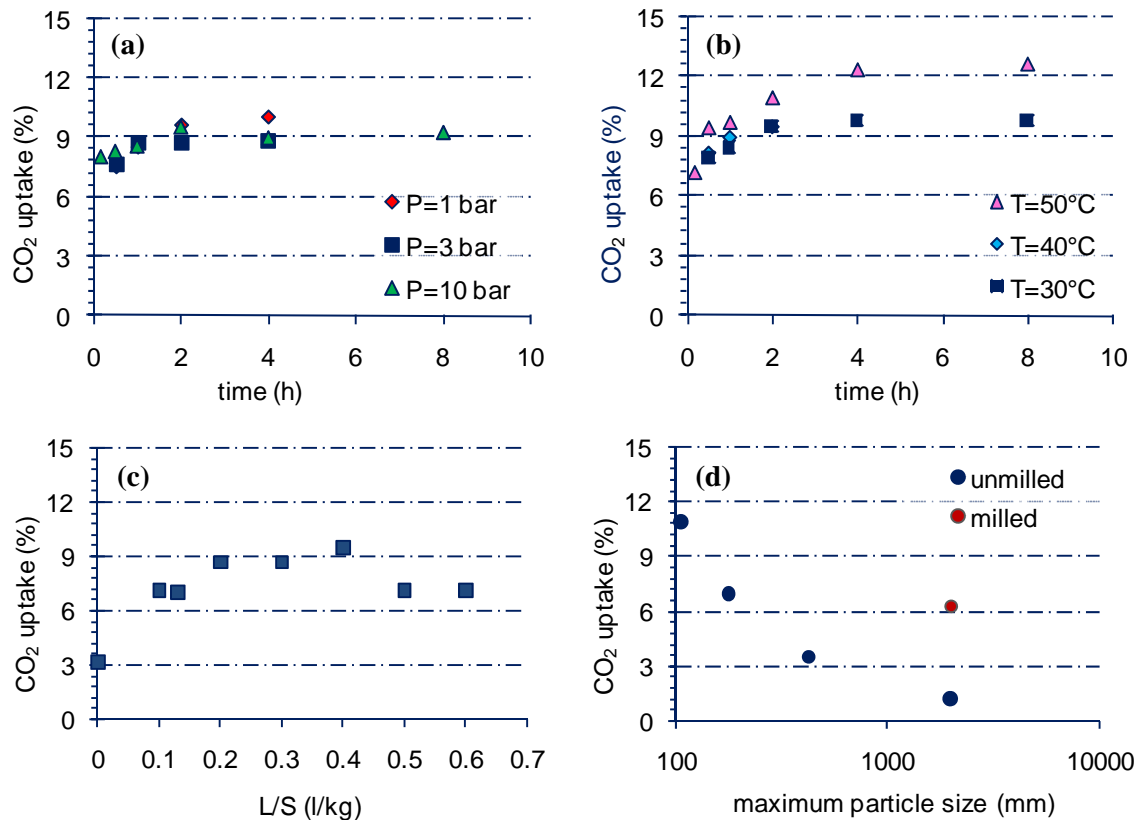 (a)
15
12
9
6
3
0
CO₂ uptake (%)
P=1 bar
P=3 bar
P=10 bar
0 2 4 6 8 10
time (h)
(b)
15
12
9
6
3
0
CO₂ uptake (%)
T=50°C
T=40°C
T=30°C
0 2 4 6 8 10
time (h)
(c)
15
12
9
6
3
0
CO₂ uptake (%)
0 0.1 0.2 0.3 0.4 0.5 0.6 0.7
L/S (l/kg)
(d)
15
12
9
6
3
0
CO₂ uptake (%)
unmilled
milled
100 1000 10000
maximum particle size (mm)